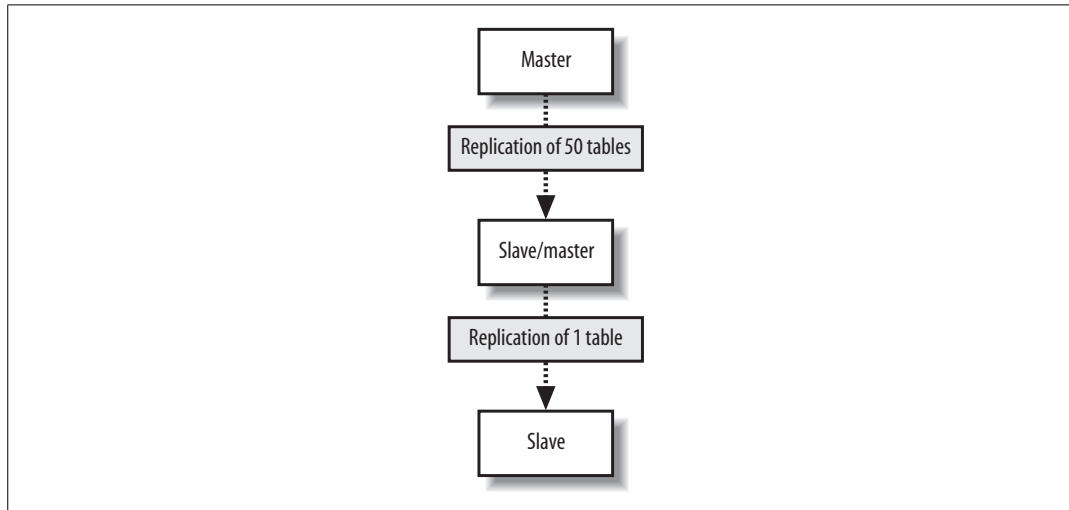 Master
Replication of 50 tables
Slave/master
Replication of 1 table
Slave